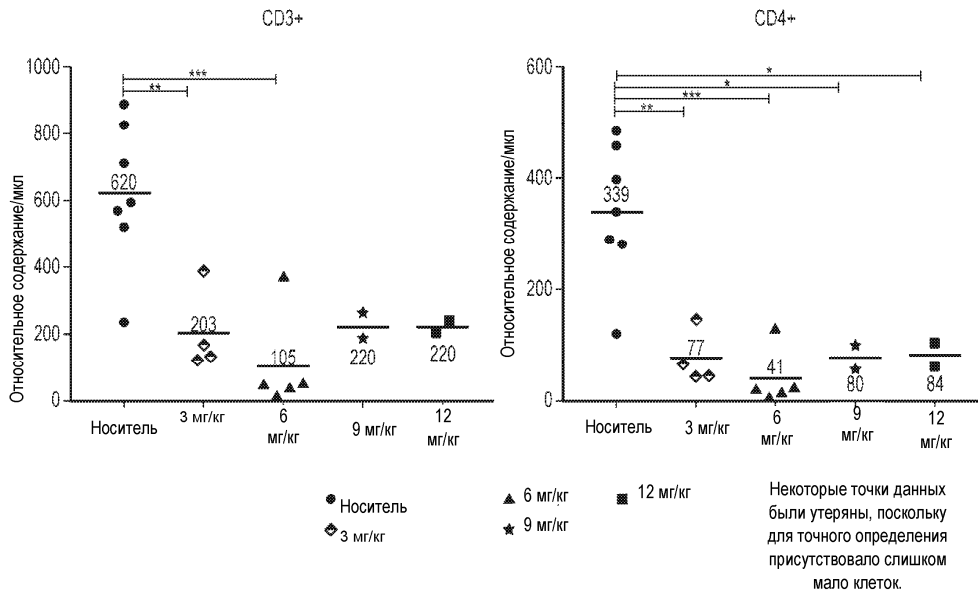 CD3+
Относительное содержание/мкл
1000
800
600
400
200
0
***
**
620
203
105
220
220
Носитель
3 мг/кг
6
мг/кг
9 мг/кг
12
мг/кг
CD4+
Относительное содержание/мкл
600
400
200
0
*
*
***
**
339
77
41
80
84
Носитель
3 мг/кг
6
мг/кг
9
мг/кг
12
мг/кг
Носитель
3 мг/кг
6 мг/кг
9 мг/кг
12 мг/кг
Некоторые точки данных
были утеряны, поскольку
для точного определения
присутствовало слишком
мало клеток.